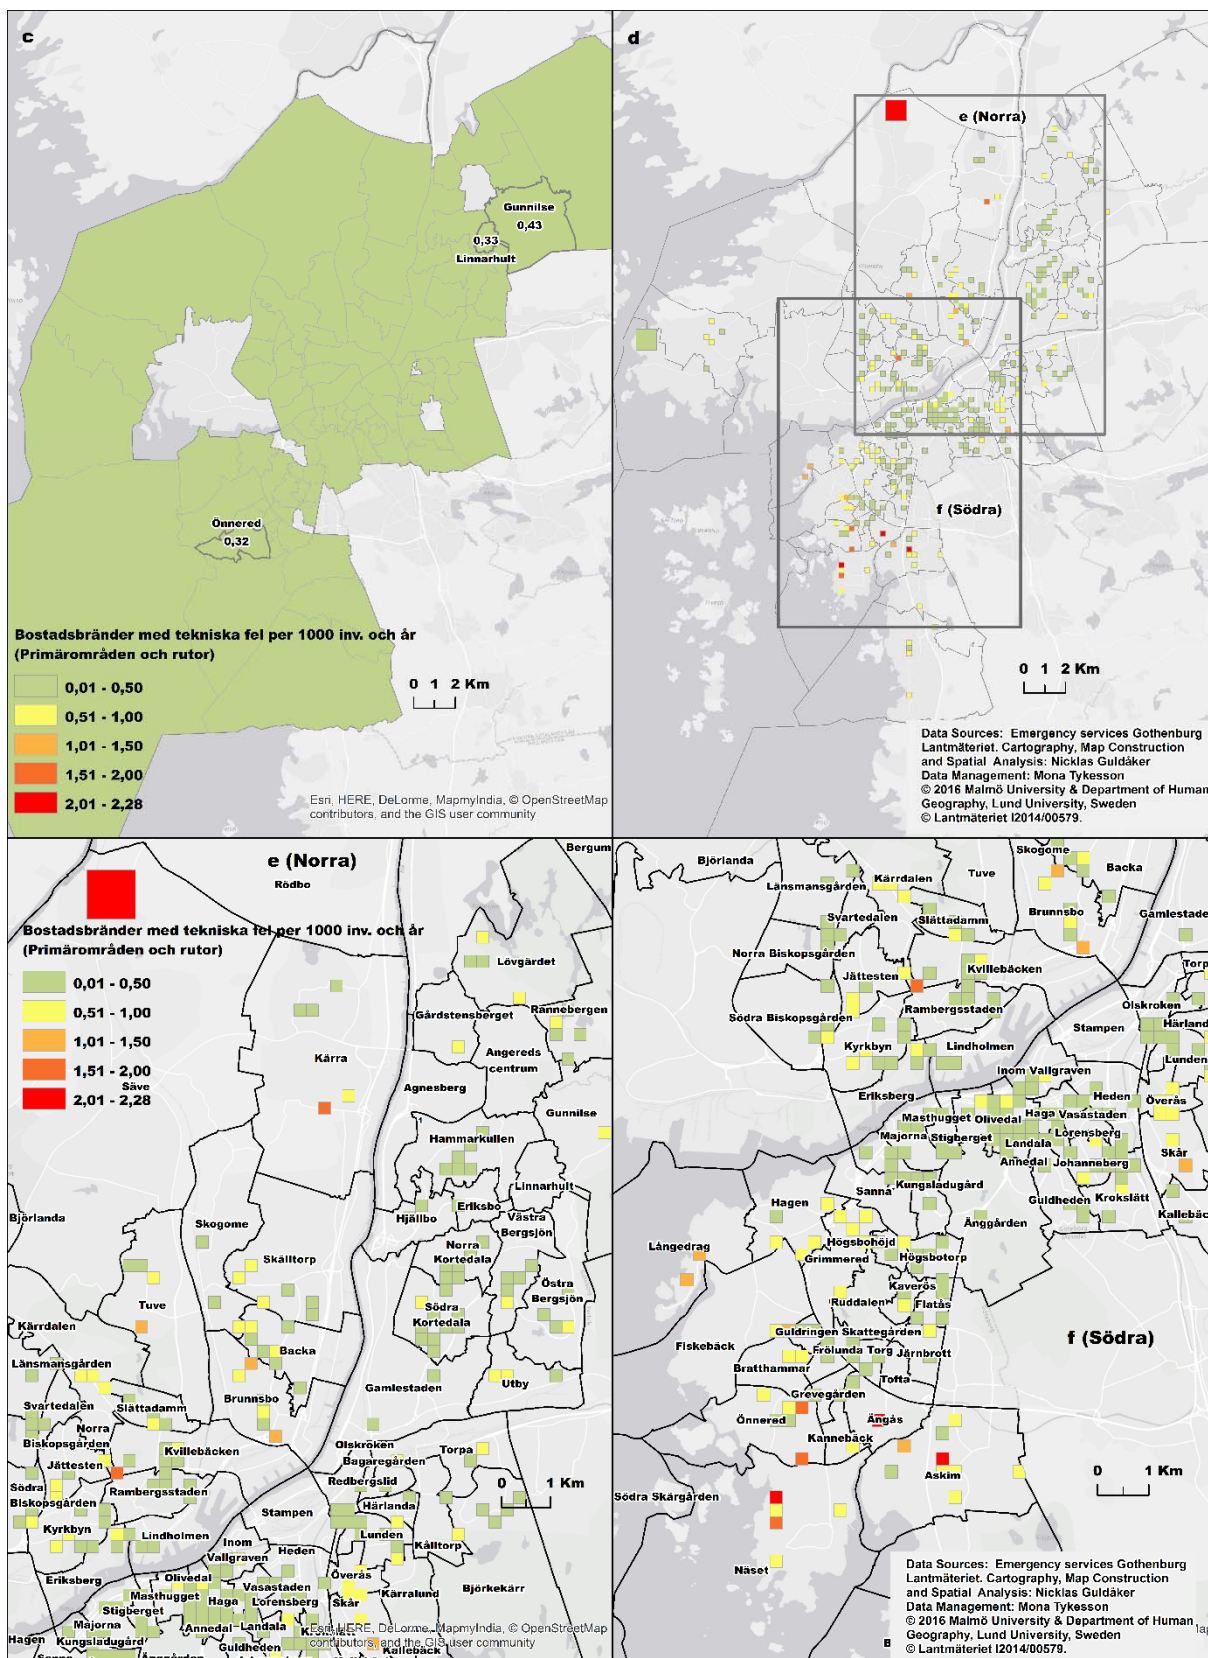 c
Gunnilse
0,43
0,33
Linnarhult
Önnered
0,32
Bostadsbränder med tekniska fel per 1000 inv. och år
(Primärområden och rutor)
0,01 - 0,50
0,51 - 1,00
1,01 - 1,50
1,51 - 2,00
2,01 - 2,28
0 1 2 Km
Esri, HERE, DeLorme, MapmyIndia, © OpenStreetMap
contributors, and the GIS user community
d
e (Norra)
f (Södra)
0 1 2 Km
Data Sources: Emergency services Gothenburg
Lantmäteriet. Cartography, Map Construction
and Spatial Analysis: Nicklas Guldåker
Data Management: Mona Tykesson
© 2016 Malmö University & Department of Human
Geography, Lund University, Sweden
© Lantmäteriet I2014/00579.
e (Norra)
Bergum
Rödbo
Bostadsbränder med tekniska fel per 1000 inv. och år
(Primärområden och rutor)
0,01 - 0,50
0,51 - 1,00
1,01 - 1,50
1,51 - 2,00
Säve
2,01 - 2,28
Lövgärdet
Gårdstensberget
Rannebergen
Kärra
Angereds
centrum
Agnesberg
Gunnilse
Hammarkullen
Linnarhult
Eriksbo
Hjällbo
Västra
Bergsjön
Björlanda
Skogome
Norra
Kortedala
Skälltorp
Östra
Bergsjön
Tuve
Södra
Kortedala
Kärrdalen
Backa
Länsmansgården
Gamlestaden
Utby
Brunnsbo
Svartedalen
Slättadamm
Norra
Biskopsgården
Kvillebäcken
Olskroken
Torpa
Jättesten
Bagaregården
Södra
Biskopsgården
Rambergsstaden
Redbergslid
0 1 Km
Stampen
Härlanda
Kyrkbyn
Lindholmen
Lunden
Kålltorp
Inom
Vallgraven
Heden
Eriksberg
Olivedal
Överås
Björkekärr
Masthugget
Vasastaden
Kärralund
Stigberget
Haga
Lorensberg
Skår
Majorna
Annedal
Landala
Hagen
Kungsladugård
Guldheden
Kallebäck
Änggården
Esri, HERE, DeLorme, MapmyIndia, © OpenStreetMap
contributors, and the GIS user community
Björlanda
Kärrdalen
Tuve
Skogome
Backa
Länsmansgården
Svartedalen
Slättadamm
Brunnsbo
Gamlestaden
Norra Biskopsgården
Jättesten
Kvillebäcken
Torp
Södra Biskopsgården
Rambergsstaden
Olskroken
Stampen
Härland
Kyrkbyn
Lindholmen
Lunden
Inom Vallgraven
Eriksberg
Heden
Överås
Masthugget
Olivedal
Haga
Vasastaden
Majorna
Stigberget
Landala
Lorensberg
Skår
Annedal
Johanneberg
Sanna
Kungsladugård
Guldheden
Krokslätt
Hagen
Änggården
Kallebäc
Långedrag
Högsbohöjd
Grimmered
Högsbotorp
Kaverös
Ruddalen
Flatås
Fiskebäck
Guldringen
Skattegården
f (Södra)
Bratthammar
Frölunda Torg
Järnbrott
Tofta
Grevegården
Önnered
Ängås
Kannebäck
Askim
0 1 Km
Södra Skärgården
Näset
Data Sources: Emergency services Gothenburg
Lantmäteriet. Cartography, Map Construction
and Spatial Analysis: Nicklas Guldåker
Data Management: Mona Tykesson
© 2016 Malmö University & Department of Human
Geography, Lund University, Sweden
© Lantmäteriet I2014/00579.